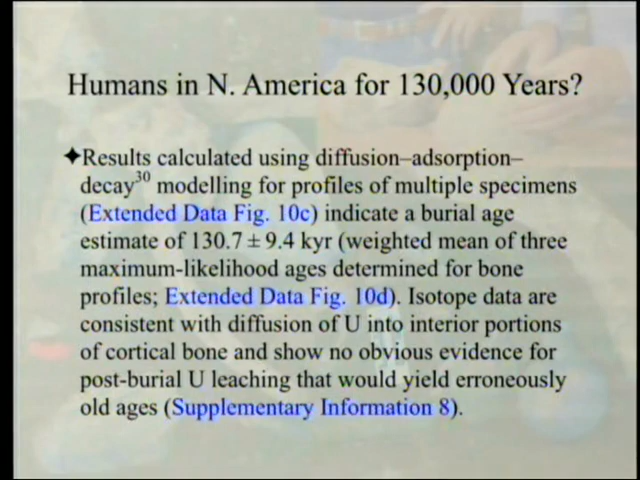 Humans in N. America for 130,000 Years?
✦Results calculated using diffusion–adsorption–
decay30 modelling for profiles of multiple specimens
(Extended Data Fig. 10c) indicate a burial age
estimate of 130.7 ± 9.4 kyr (weighted mean of three
maximum-likelihood ages determined for bone
profiles; Extended Data Fig. 10d). Isotope data are
consistent with diffusion of U into interior portions
of cortical bone and show no obvious evidence for
post-burial U leaching that would yield erroneously
old ages (Supplementary Information 8).